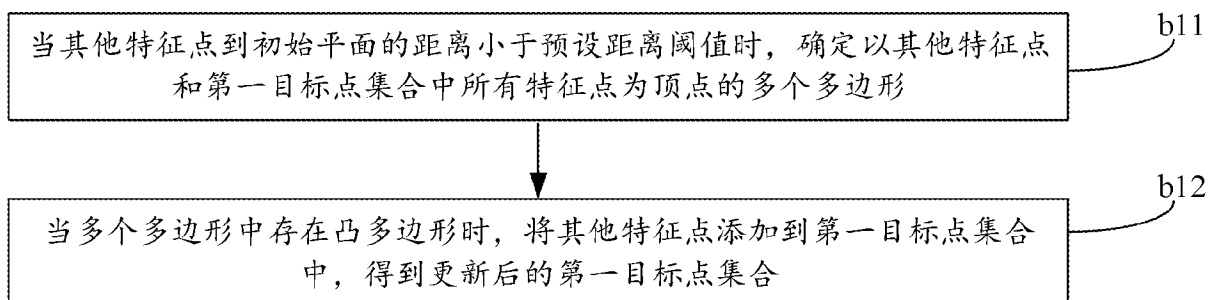 当其他特征点到初始平面的距离小于预设距离阈值时，确定以其他特征点
和第一目标点集合中所有特征点为顶点的多个多边形
b11
当多个多边形中存在凸多边形时，将其他特征点添加到第一目标点集合
中，得到更新后的第一目标点集合
b12